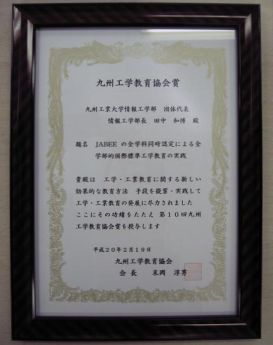 九州工学教育協会賞
九州工業大学情報工学部 団体代表
情報工学部長 田中 和博 殿
題名 JABEE の全学科同時認定による全
学部的国際標準工学教育の実践
貴殿は 工学・工業教育に関する新しい
効果的な教育方法 手段を提案・実践して
工学・工業教育の発展に尽力されました
ここにその功績をたたえ 第10回九州
工学教育協会賞を授与します
平成20年2月19日
九州工学教育協会
会長 末岡 淳男